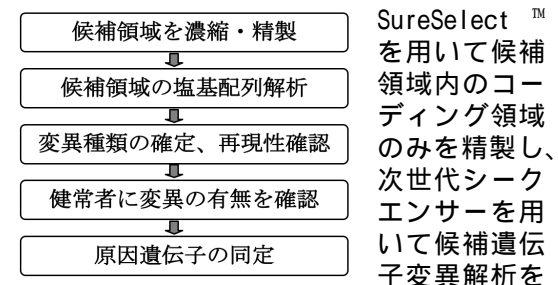 候補領域を濃縮・精製
候補領域の塩基配列解析
変異種類の確定、再現性確認
健常者に変異の有無を確認
原因遺伝子の同定
SureSelect ™
を用いて候補
領域内のコー
ディング領域
のみを精製し、
次世代シーク
エンサーを用
いて候補遺伝
子変異解析を